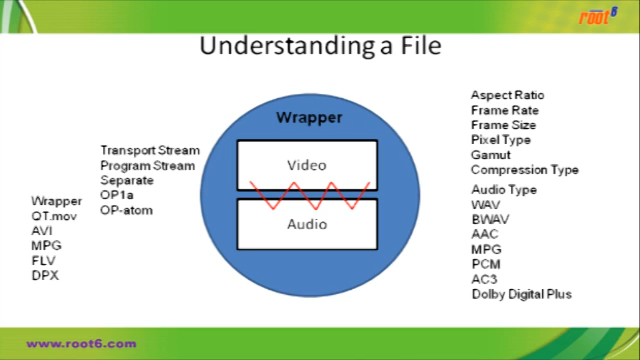 root6
Understanding a File
Wrapper
Video
Audio
Transport Stream
Program Stream
Separate
OP1a
OP-atom
Wrapper
QT.mov
AVI
MPG
FLV
DPX
Aspect Ratio
Frame Rate
Frame Size
Pixel Type
Gamut
Compression Type
Audio Type
WAV
BWAV
AAC
MPG
PCM
AC3
Dolby Digital Plus
www.root6.com